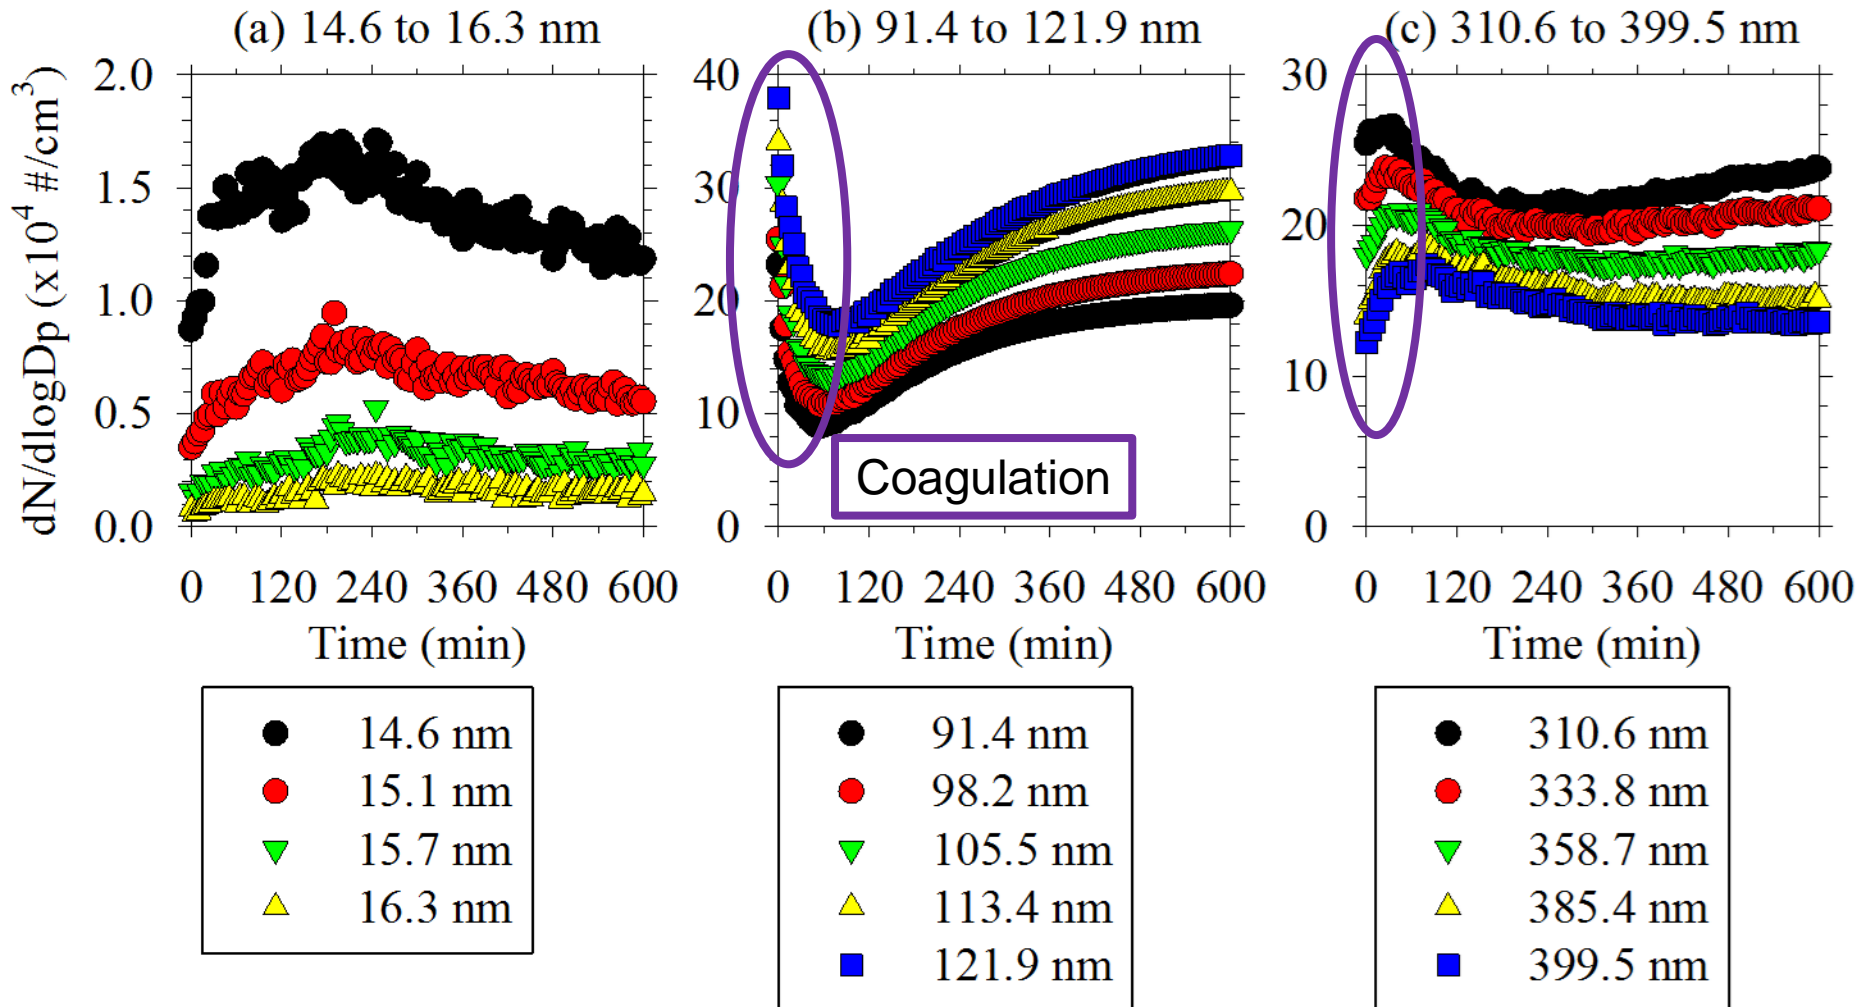 (a) 14.6 to 16.3 nm
(b) 91.4 to 121.9 nm
(c) 310.6 to 399.5 nm
dN/dlogDp (x10⁴ #/cm³)
2.0
1.5
1.0
0.5
0.0
40
30
20
10
0
30
20
10
0
Coagulation
0 120 240 360 480 600
0 120 240 360 480 600
0 120 240 360 480 600
Time (min)
Time (min)
Time (min)
14.6 nm
15.1 nm
15.7 nm
16.3 nm
91.4 nm
98.2 nm
105.5 nm
113.4 nm
121.9 nm
310.6 nm
333.8 nm
358.7 nm
385.4 nm
399.5 nm